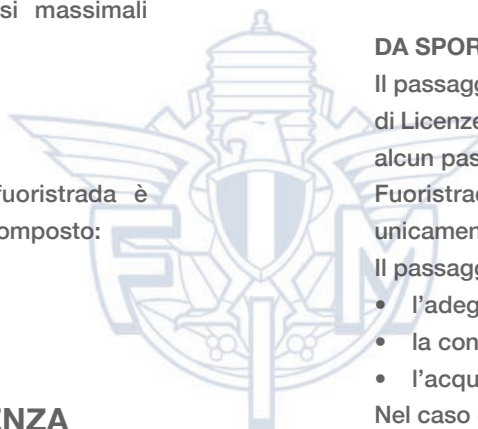 si massimali
fuoristrada è
omposto:
ENZA
DA SPOR
Il passagg
di Licenze
alcun pas
Fuoristrad
unicamen
Il passagg
• l'adeg
• la con
• l'acqu
Nel caso
F M